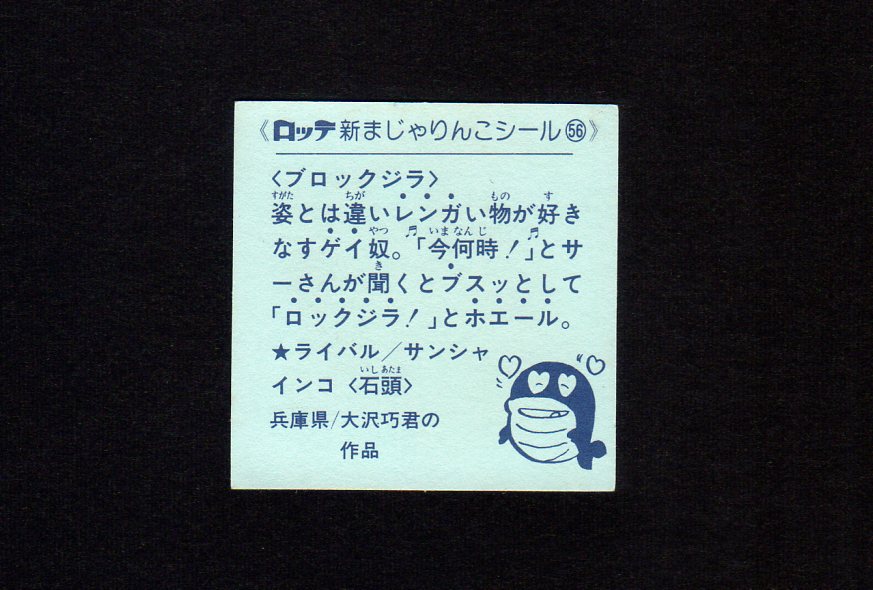 《ロッテ新まじゃりんこシール56》
〈ブロックジラ〉
姿とは違いレンガい物が好き
なすゲイ奴。「今何時！」とサ
ーさんが聞くとブスッとして
「ロックジラ！」とホエール。
★ライバル／サンシャ
インコ〈石頭〉
兵庫県/大沢巧君の
作品